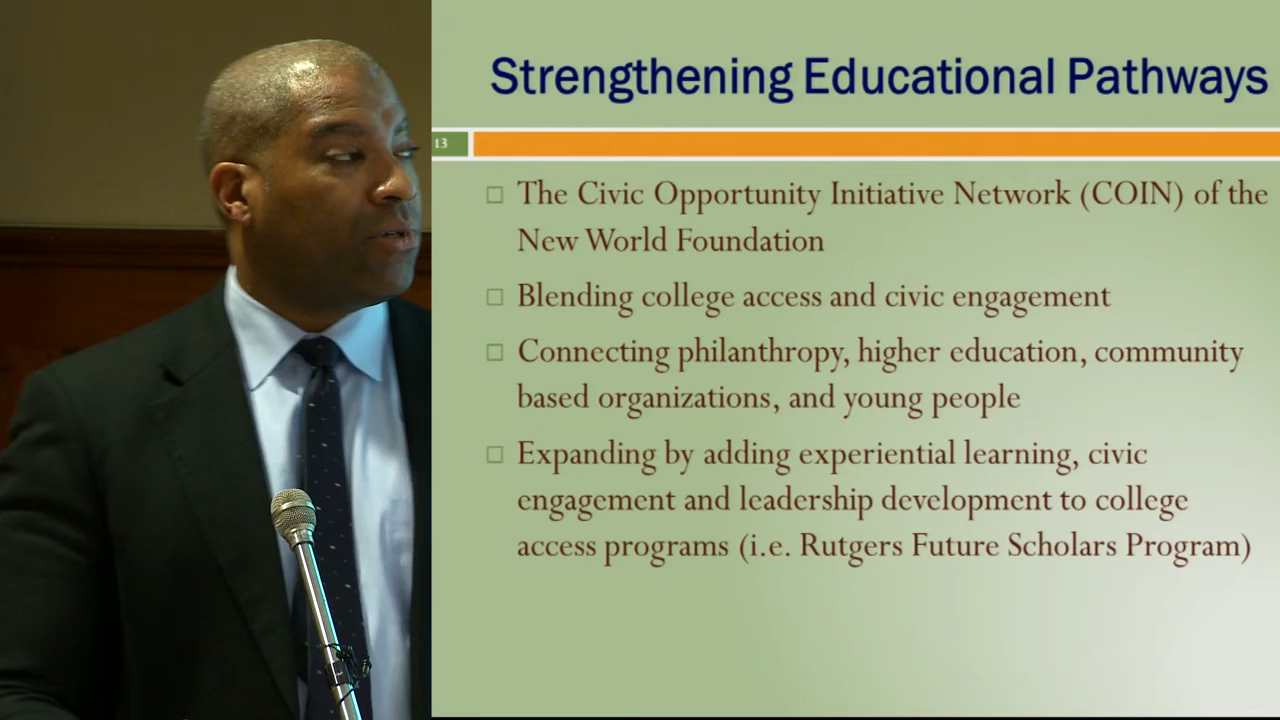 Strengthening Educational Pathways
13
The Civic Opportunity Initiative Network (COIN) of the
New World Foundation
Blending college access and civic engagement
Connecting philanthropy, higher education, community
based organizations, and young people
Expanding by adding experiential learning, civic
engagement and leadership development to college
access programs (i.e. Rutgers Future Scholars Program)